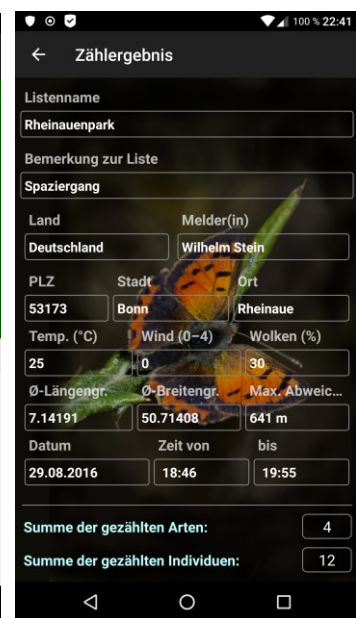 100 % 22:41
Zählergebnis
Listenname
Rheinauenpark
Bemerkung zur Liste
Spaziergang
Land Melder(in)
Deutschland Wilhelm Stein
PLZ Stadt Ort
53173 Bonn Rheinaue
Temp. (°C) Wind (0–4) Wolken (%)
25 0 30
Ø-Längengr. Ø-Breitengr. Max. Abweic...
7.14191 50.71408 641 m
Datum Zeit von bis
29.08.2016 18:46 19:55
Summe der gezählten Arten: 4
Summe der gezählten Individuen: 12